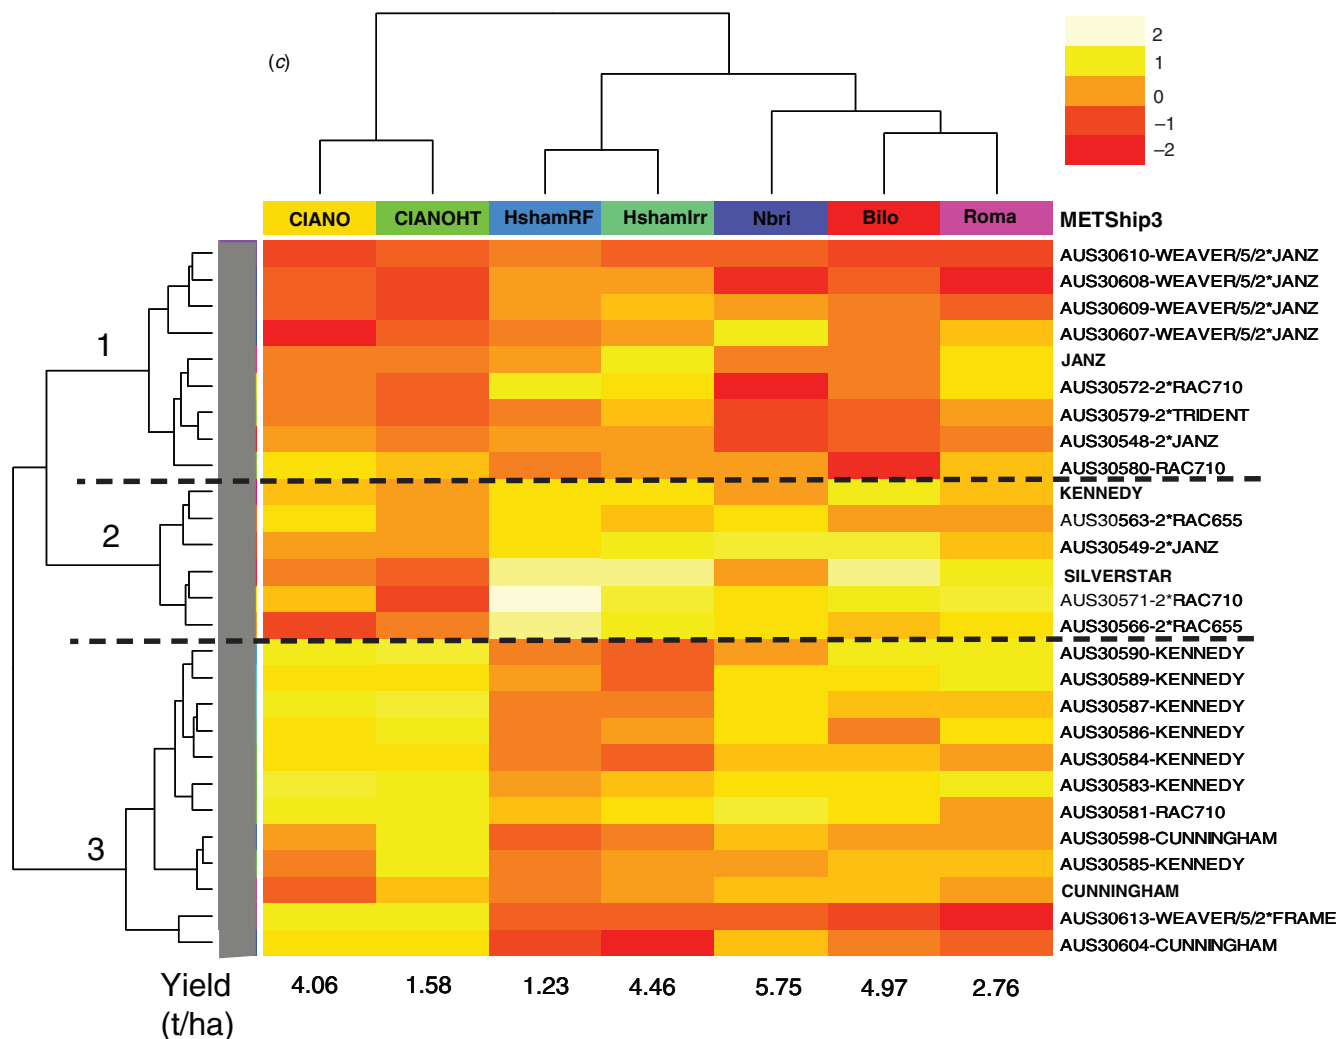 (c)
2
1
0
−1
−2
CIANO CIANOHT HshamRF HshamIrr Nbri Bilo Roma METShip3
AUS30610-WEAVER/5/2*JANZ
AUS30608-WEAVER/5/2*JANZ
AUS30609-WEAVER/5/2*JANZ
AUS30607-WEAVER/5/2*JANZ
1
JANZ
AUS30572-2*RAC710
AUS30579-2*TRIDENT
AUS30548-2*JANZ
AUS30580-RAC710
KENNEDY
AUS30563-2*RAC655
2
AUS30549-2*JANZ
SILVERSTAR
AUS30571-2*RAC710
AUS30566-2*RAC655
AUS30590-KENNEDY
AUS30589-KENNEDY
AUS30587-KENNEDY
AUS30586-KENNEDY
AUS30584-KENNEDY
AUS30583-KENNEDY
AUS30581-RAC710
AUS30598-CUNNINGHAM
3
AUS30585-KENNEDY
CUNNINGHAM
AUS30613-WEAVER/5/2*FRAME
AUS30604-CUNNINGHAM
Yield 4.06 1.58 1.23 4.46 5.75 4.97 2.76
(t/ha)